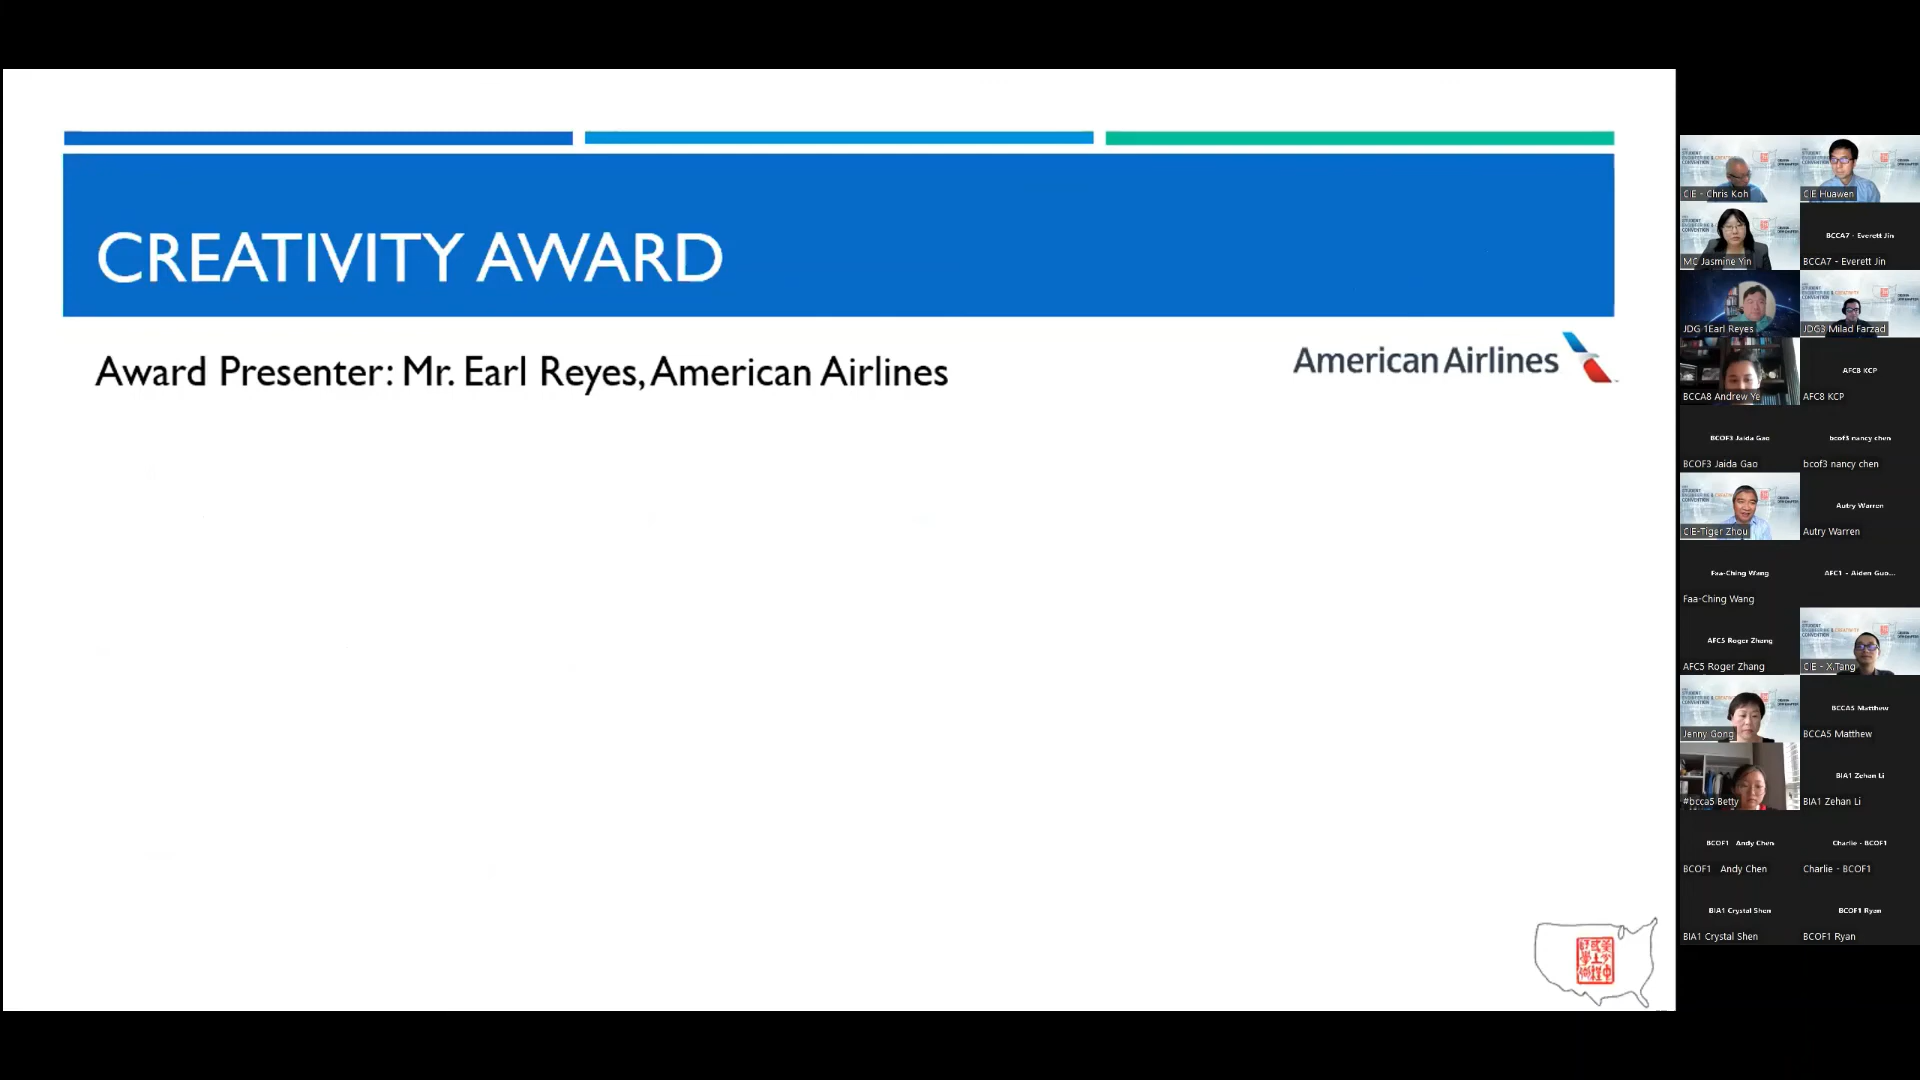 CREATIVITY AWARD
Award Presenter: Mr. Earl Reyes, American Airlines
American Airlines
CIE - Chris Koh
CIE Huawen
MC Jasmine Yin
BCCA7 - Everett Jin
BCCA7 - Everett Jin
JDG 1Earl Reyes
JDG3 Milad Farzad
BCCA8 Andrew Ye
AFC8 KCP
AFC8 KCP
BCOF3 Jaida Gao
BCOF3 Jaida Gao
bcof3 nancy chen
bcof3 nancy chen
CIE-Tiger Zhou
Autry Warren
Autry Warren
Faa-Ching Wang
Faa-Ching Wang
AFC1 - Aiden Guo...
AFC5 Roger Zhang
AFC5 Roger Zhang
CIE - X.Tang
Jenny Gong
BCCA5 Matthew
BCCA5 Matthew
#bcca5 Betty
BIA1 Zehan Li
BIA1 Zehan Li
BCOF1 Andy Chen
BCOF1 Andy Chen
Charlie - BCOF1
Charlie - BCOF1
BIA1 Crystal Shen
BIA1 Crystal Shen
BCOF1 Ryan
BCOF1 Ryan